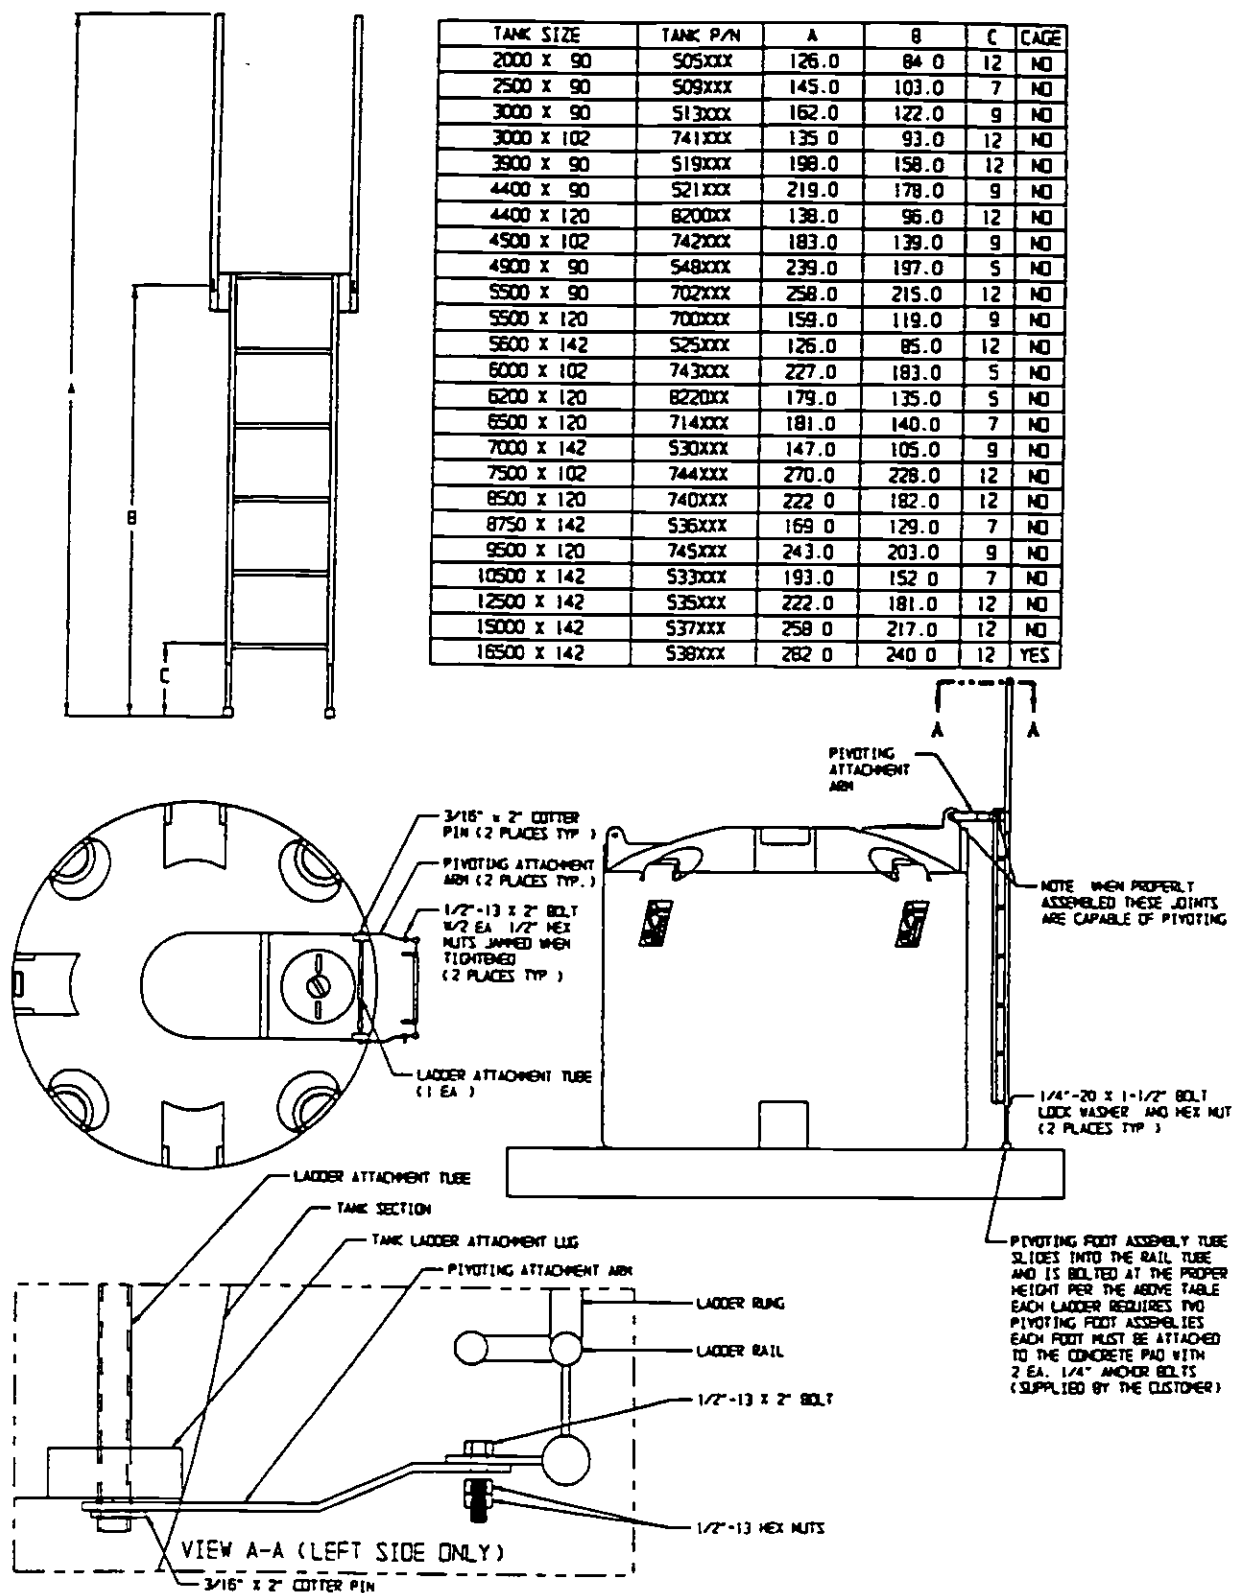 TANK SIZE TANK P/N A B C CAGE
2000 X 90 505XXX 126.0 84 0 12 NO
2500 X 90 509XXX 145.0 103.0 7 NO
3000 X 90 513XXX 162.0 122.0 9 NO
3000 X 102 741XXX 135 0 93.0 12 NO
3900 X 90 519XXX 198.0 158.0 12 NO
4400 X 90 521XXX 219.0 178.0 9 NO
4400 X 120 8200XX 138.0 96.0 12 NO
4500 X 102 742XXX 183.0 139.0 9 NO
4900 X 90 548XXX 239.0 197.0 5 NO
5500 X 90 702XXX 258.0 215.0 12 NO
5500 X 120 700XXX 159.0 119.0 9 NO
5600 X 142 525XXX 126.0 85.0 12 NO
6000 X 102 743XXX 227.0 183.0 5 NO
6200 X 120 8220XX 179.0 135.0 5 NO
6500 X 120 714XXX 181.0 140.0 7 NO
7000 X 142 530XXX 147.0 105.0 9 NO
7500 X 102 744XXX 270.0 228.0 12 NO
8500 X 120 740XXX 222 0 182.0 12 NO
8750 X 142 536XXX 169 0 129.0 7 NO
9500 X 120 745XXX 243.0 203.0 9 NO
10500 X 142 533XXX 193.0 152 0 7 NO
12500 X 142 535XXX 222.0 181.0 12 NO
15000 X 142 537XXX 258 0 217.0 12 NO
16500 X 142 538XXX 282 0 240 0 12 YES
A
B
C
A A
PIVOTING
ATTACHMENT
ARM
3/16" x 2" COTTER
PIN (2 PLACES TYP )
PIVOTING ATTACHMENT
ARM (2 PLACES TYP.)
1/2"-13 X 2" BOLT
W/2 EA 1/2" HEX
NUTS JAMMED WHEN
TIGHTENED
(2 PLACES TYP )
LADDER ATTACHMENT TUBE
(1 EA )
NOTE WHEN PROPERLY
ASSEMBLED THESE JOINTS
ARE CAPABLE OF PIVOTING
1/4"-20 X 1-1/2" BOLT
LOCK WASHER AND HEX NUT
(2 PLACES TYP )
PIVOTING FOOT ASSEMBLY TUBE
SLIDES INTO THE RAIL TUBE
AND IS BOLTED AT THE PROPER
HEIGHT PER THE ABOVE TABLE
EACH LADDER REQUIRES TWO
PIVOTING FOOT ASSEMBLIES
EACH FOOT MUST BE ATTACHED
TO THE CONCRETE PAD WITH
2 EA. 1/4" ANCHOR BOLTS
(SUPPLIED BY THE CUSTOMER)
LADDER ATTACHMENT TUBE
TANK SECTION
TANK LADDER ATTACHMENT LUG
PIVOTING ATTACHMENT ARM
LADDER RUNG
LADDER RAIL
1/2"-13 X 2" BOLT
1/2"-13 HEX NUTS
VIEW A-A (LEFT SIDE ONLY)
3/16" X 2" COTTER PIN